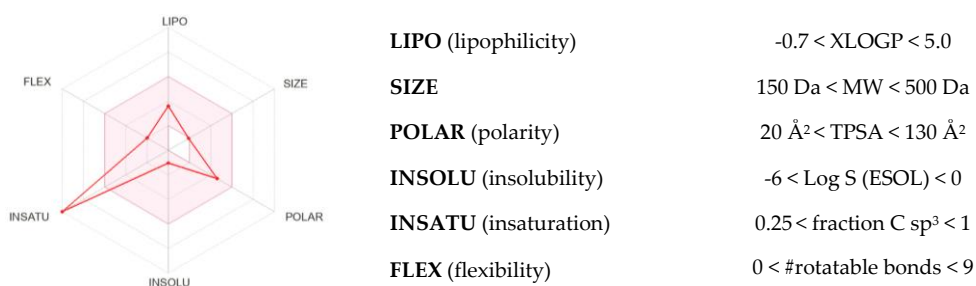 LIPO
FLEX
SIZE
INSATU
POLAR
INSOLU
LIPO (lipophilicity) -0.7 < XLOGP < 5.0
SIZE 150 Da < MW < 500 Da
POLAR (polarity) 20 Å² < TPSA < 130 Å²
INSOLU (insolubility) -6 < Log S (ESOL) < 0
INSATU (insaturation) 0.25 < fraction C sp³ < 1
FLEX (flexibility) 0 < #rotatable bonds < 9